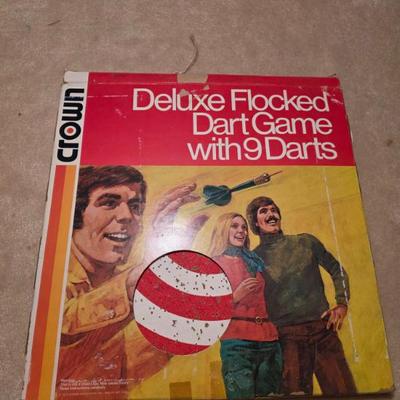 crown
Deluxe Flocked
Dart Game
with 9 Darts